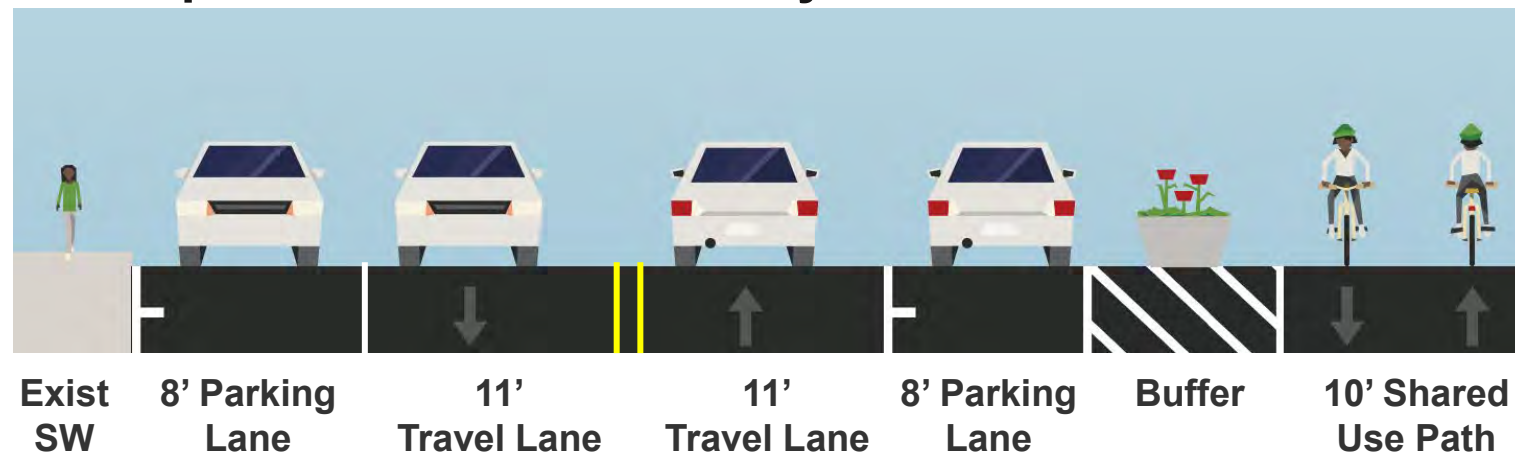 Exist
SW
8’ Parking
Lane
11’
Travel Lane
11’
Travel Lane
8’ Parking
Lane
Buffer
10’ Shared
Use Path